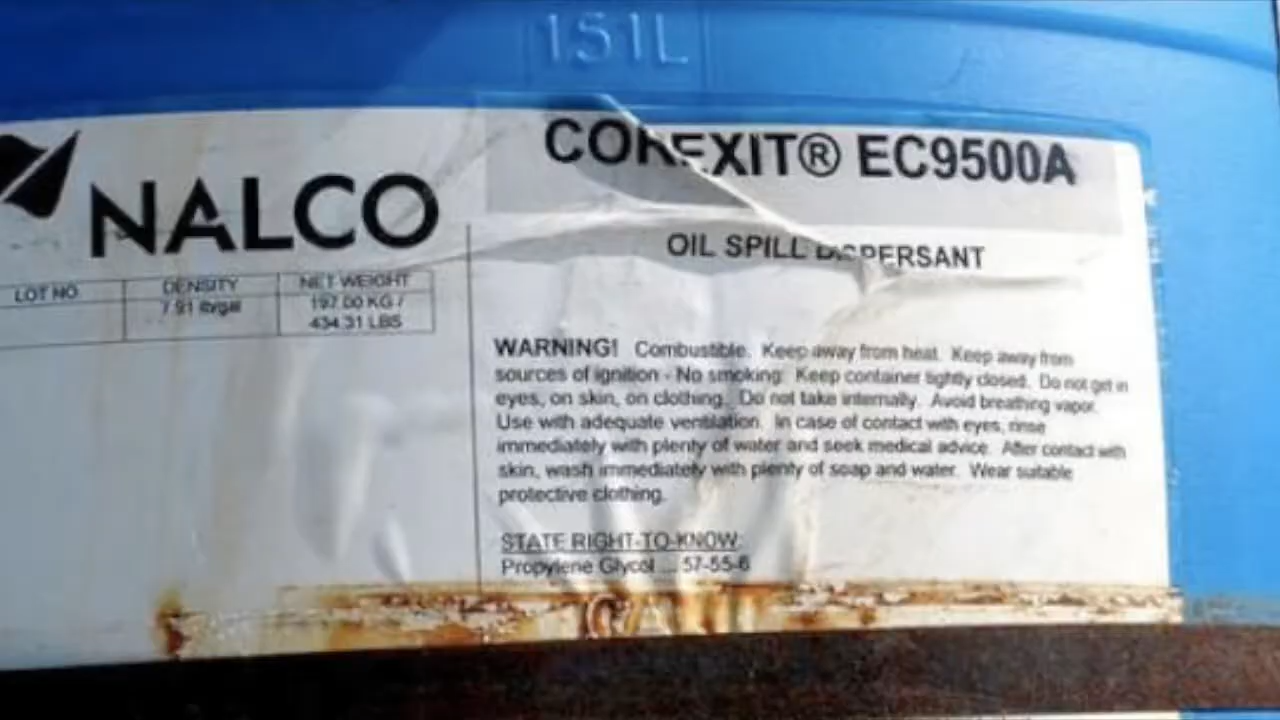 151L
COREXIT® EC9500A
NALCO
OIL SPILL DISPERSANT
LOT NO DENSITY NET WEIGHT
7.91 lb/gal 197.00 KG /
434.31 LBS
WARNING! Combustible. Keep away from heat. Keep away from
sources of ignition - No smoking. Keep container tightly closed. Do not get in
eyes, on skin, on clothing. Do not take internally. Avoid breathing vapor.
Use with adequate ventilation. In case of contact with eyes, rinse
immediately with plenty of water and seek medical advice. After contact with
skin, wash immediately with plenty of soap and water. Wear suitable
protective clothing.
STATE RIGHT-TO-KNOW:
Propylene Glycol ... 57-55-6